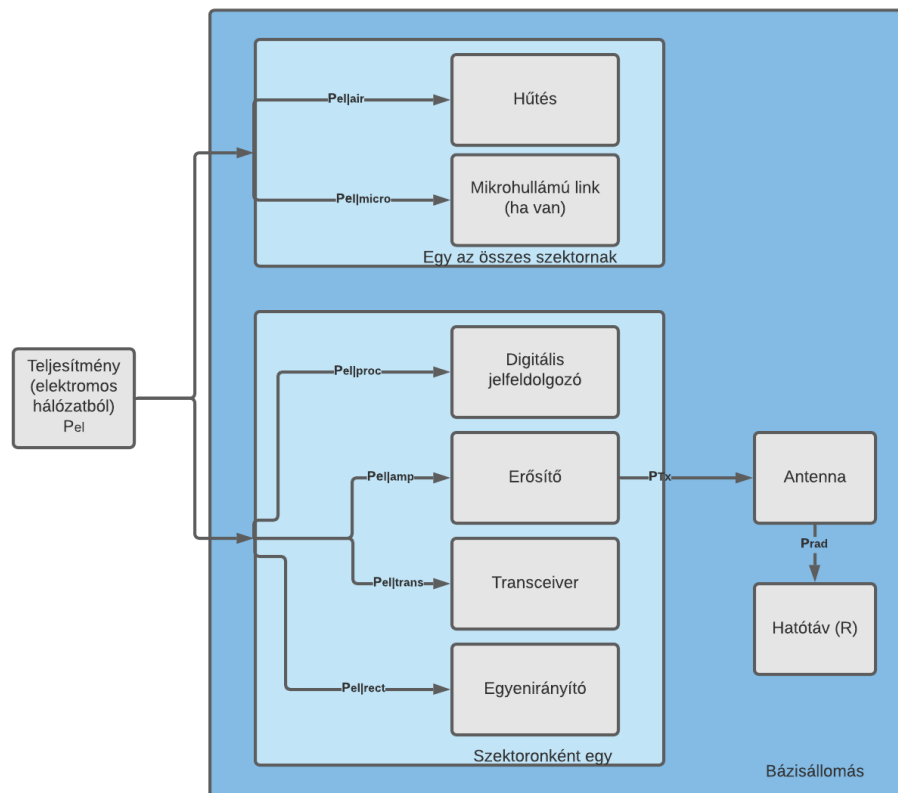 Pel|air
Hűtés
Pel|micro
Mikrohullámú link
(ha van)
Egy az összes szektornak
Teljesítmény
(elektromos
hálózatból)
Pel
Pel|proc
Digitális
jelfeldolgozó
Pel|amp
Erősítő
PTx
Antenna
Pel|trans
Transceiver
Prad
Hatótáv (R)
Pel|rect
Egyenirányító
Szektoronként egy
Bázisállomás